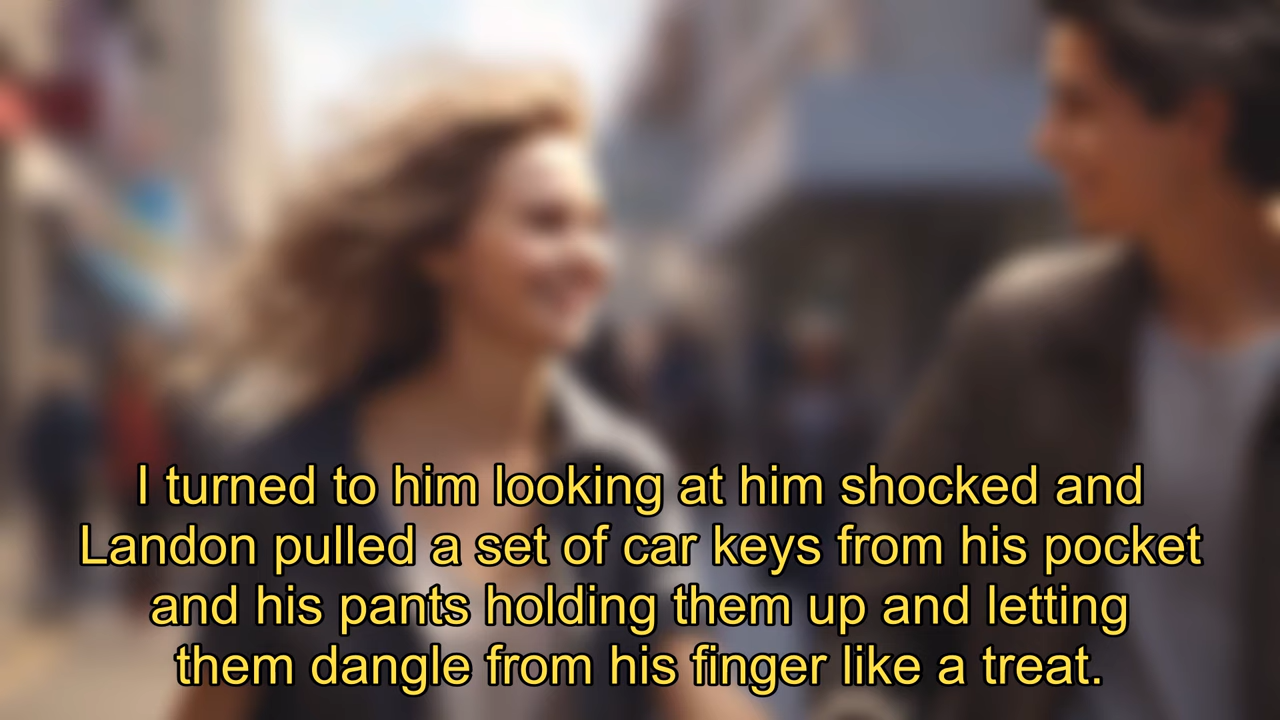 I turned to him looking at him shocked and
Landon pulled a set of car keys from his pocket
and his pants holding them up and letting
them dangle from his finger like a treat.